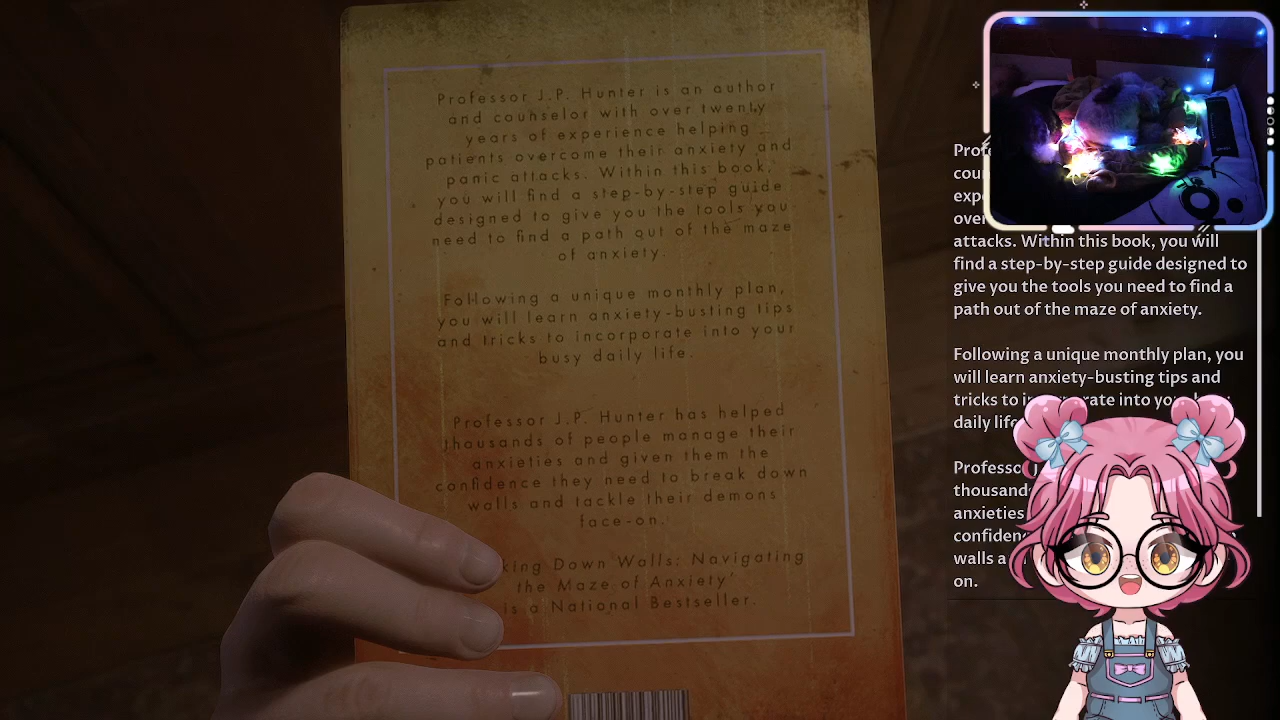 Professor J.P. Hunter is an author
and counselor with over twenty
years of experience helping
patients overcome their anxiety and
panic attacks. Within this book,
you will find a step-by-step guide
designed to give you the tools you
need to find a path out of the maze
of anxiety.
Following a unique monthly plan,
you will learn anxiety-busting tips
and tricks to incorporate into your
busy daily life.
Professor J.P. Hunter has helped
thousands of people manage their
anxieties and given them the
confidence they need to break down
walls and tackle their demons
face-on.
Down Walls: Navigating
the Maze of Anxiety'
is a National Bestseller.
attacks. Within this book, you will
find a step-by-step guide designed to
give you the tools you need to find a
path out of the maze of anxiety.
Following a unique monthly plan, you
will learn anxiety-busting tips and
tricks to
daily
anxieties
walls
on.